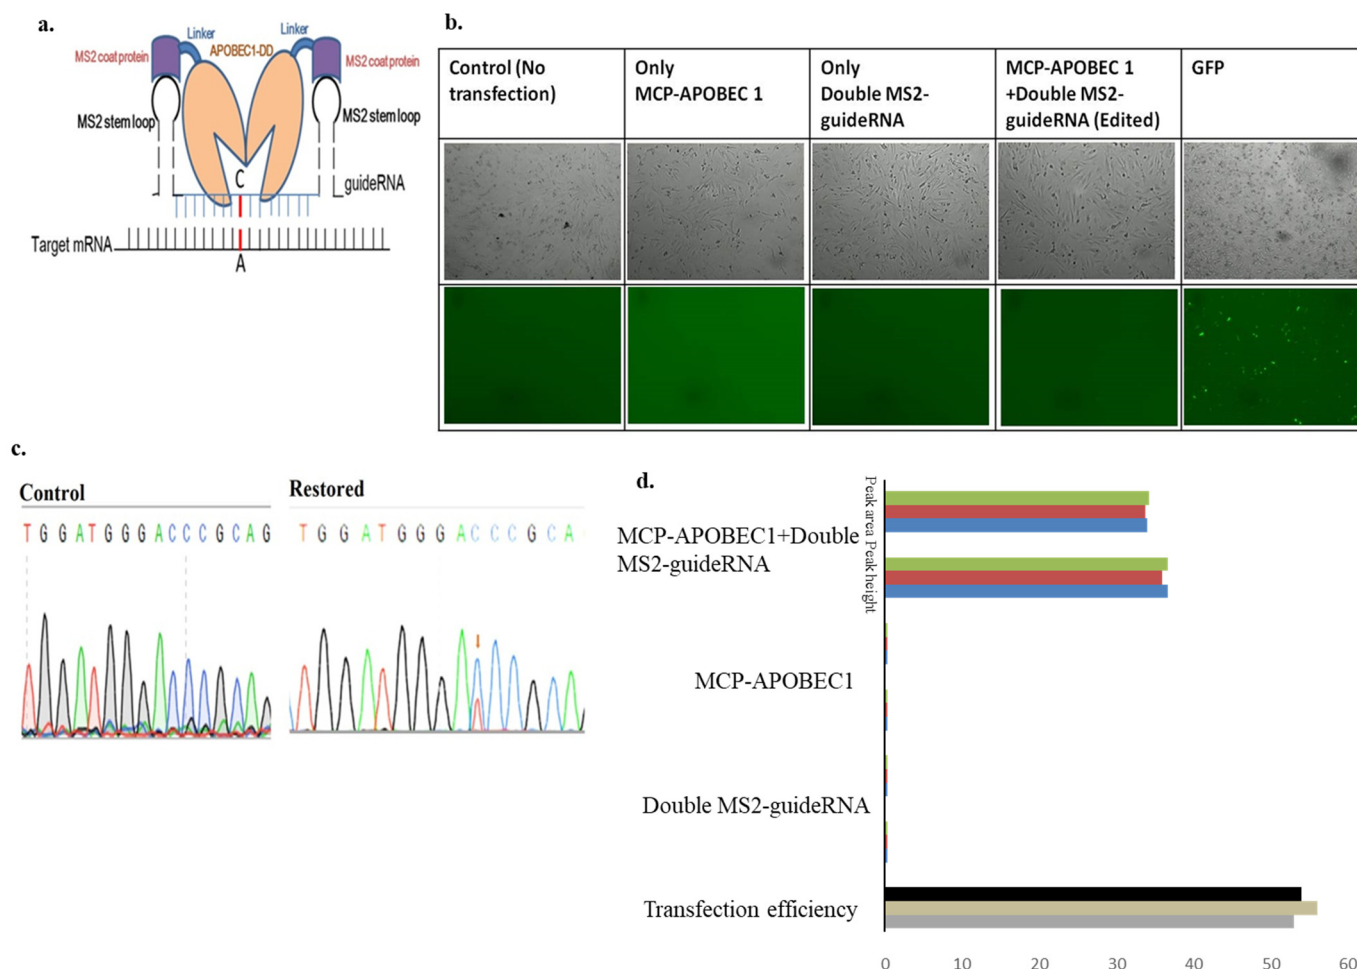 a.
Linker
Linker
APOBEC1-DD
MS2 coat protein
MS2 coat protein
MS2 stem loop
MS2 stem loop
C
guideRNA
Target mRNA
A
b.
Control (No transfection)
Only MCP-APOBEC 1
Only Double MS2-guideRNA
MCP-APOBEC 1 +Double MS2-guideRNA (Edited)
GFP
c.
Control
Restored
T G G A T G G G A C C C G C A G
T G G A T G G G A C C C G C A
d.
Peak area
Peak height
MCP-APOBEC1+Double
MS2-guideRNA
MCP-APOBEC1
Double MS2-guideRNA
Transfection efficiency
0 10 20 30 40 50 60